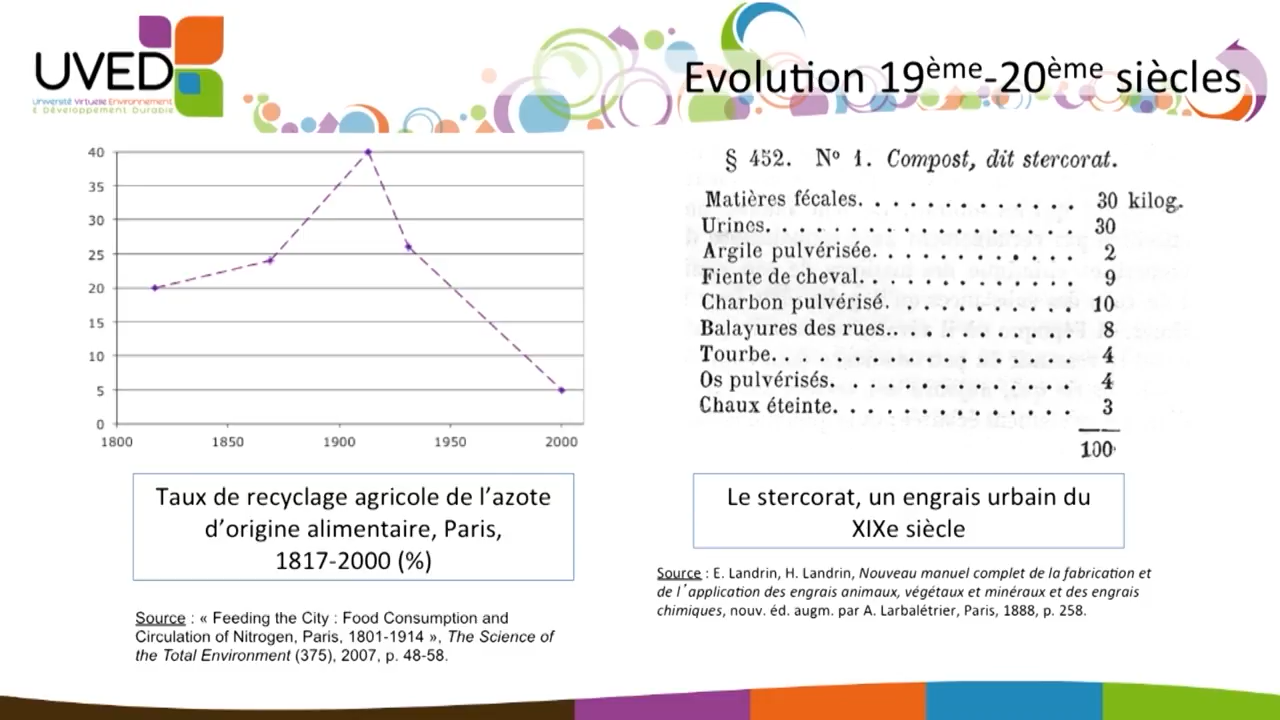 UVED
Université Virtuelle Environnement
& Développement Durable
Evolution 19ème-20ème siècles
40
35
30
25
20
15
10
5
0
1800 1850 1900 1950 2000
Taux de recyclage agricole de l'azote
d'origine alimentaire, Paris,
1817-2000 (%)
Source : « Feeding the City : Food Consumption and
Circulation of Nitrogen, Paris, 1801-1914 », The Science of
the Total Environment (375), 2007, p. 48-58.
§ 452. Nº 1. Compost, dit stercorat.
Matières fécales. . . . . . . . . . . . . 30 kilog.
Urines. . . . . . . . . . . . . . . . . 30
Argile pulvérisée. . . . . . . . . . . . 2
Fiente de cheval. . . . . . . . . . . . . 9
Charbon pulvérisé. . . . . . . . . . . . 10
Balayures des rues. . . . . . . . . . . . 8
Tourbe. . . . . . . . . . . . . . . . . 4
Os pulvérisés. . . . . . . . . . . . . . 4
Chaux éteinte. . . . . . . . . . . . . . 3
100
Le stercorat, un engrais urbain du
XIXe siècle
Source : E. Landrin, H. Landrin, Nouveau manuel complet de la fabrication et
de l'application des engrais animaux, végétaux et minéraux et des engrais
chimiques, nouv. éd. augm. par A. Larbalétrier, Paris, 1888, p. 258.